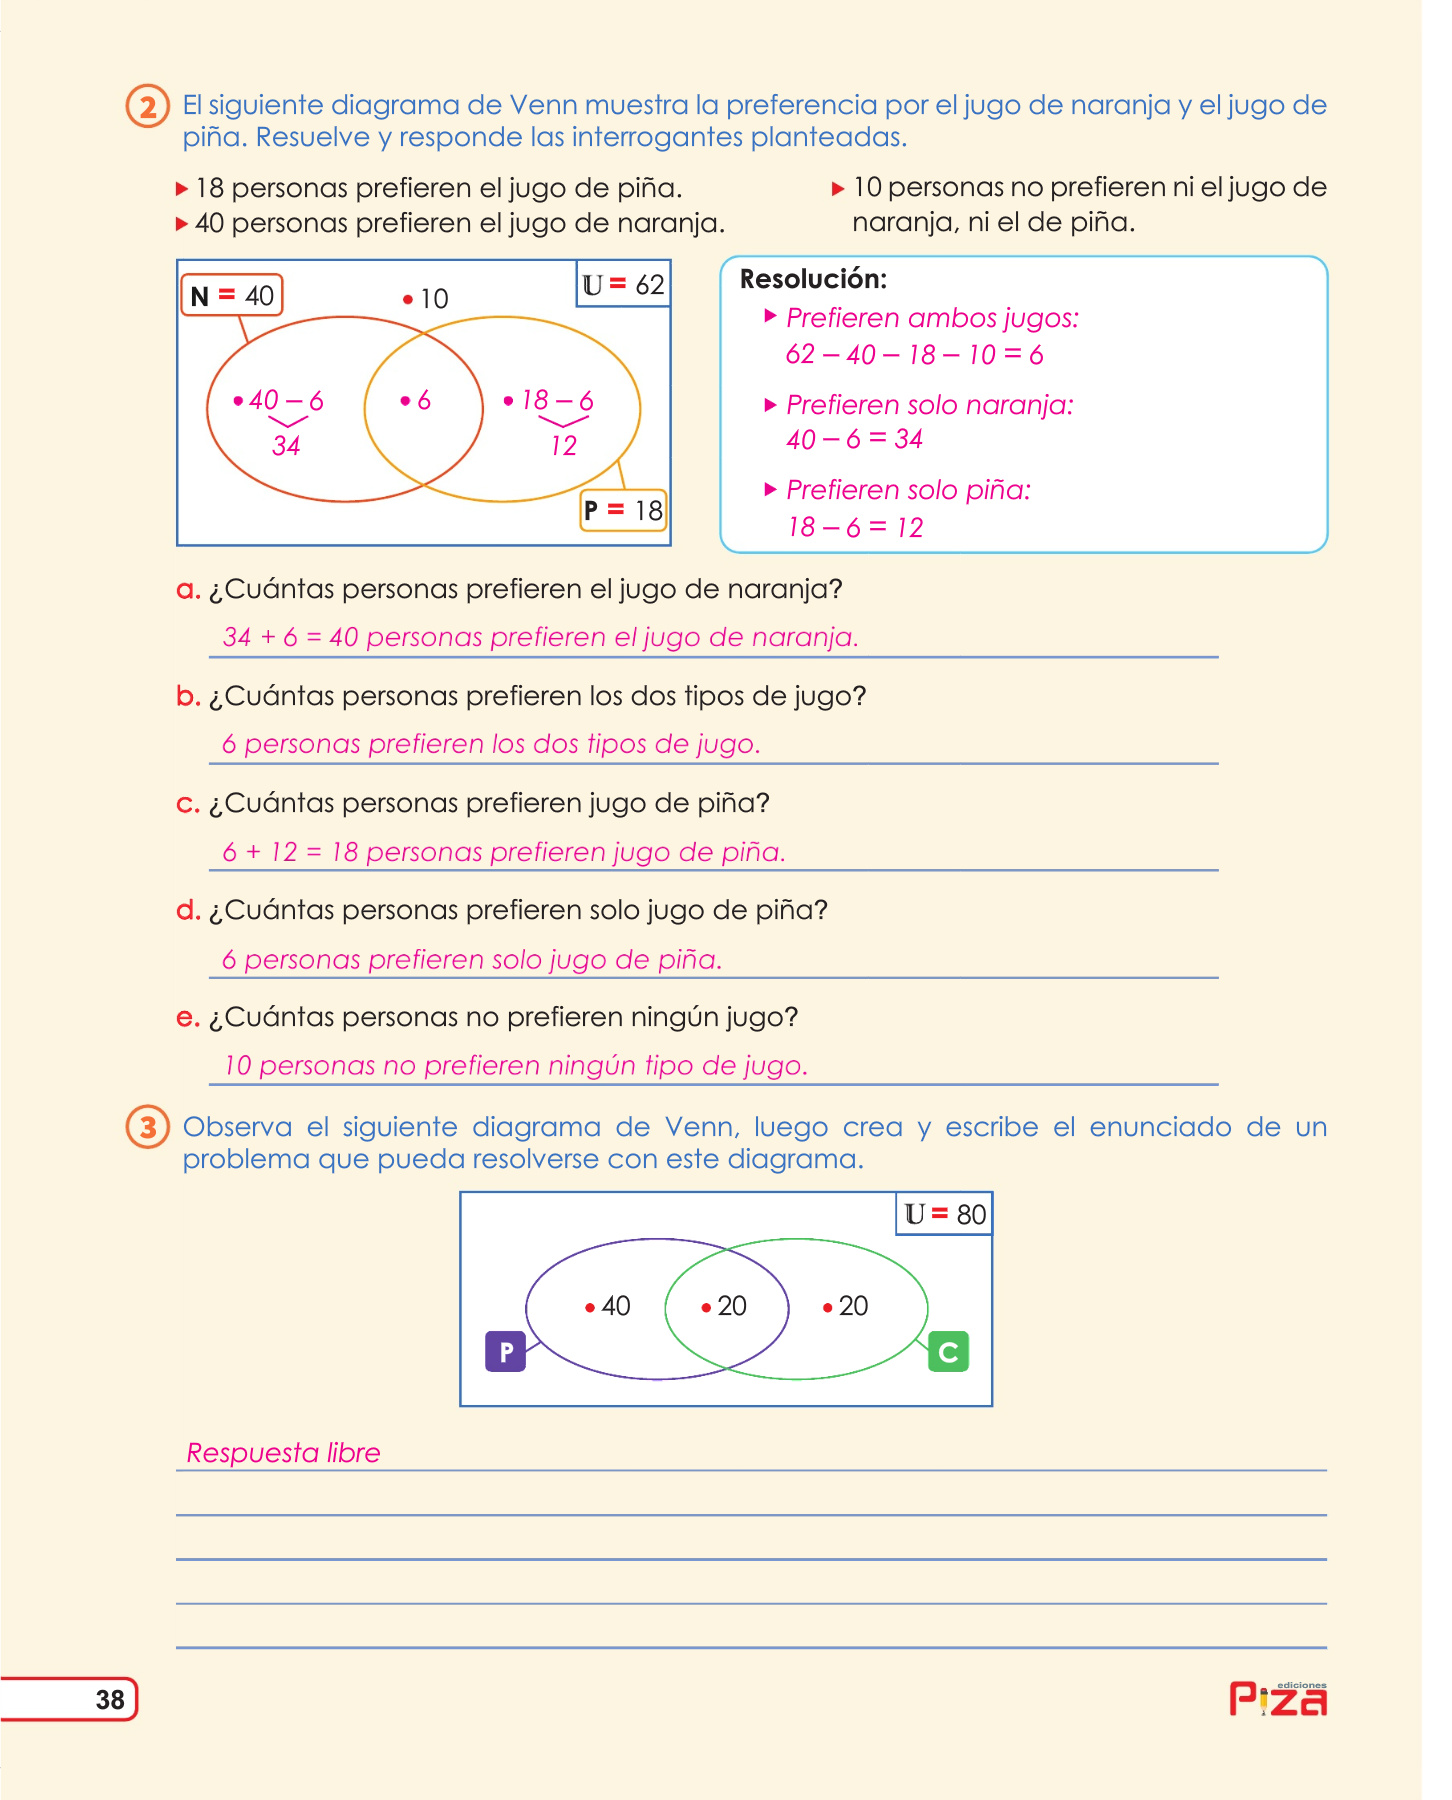 2 El siguiente diagrama de Venn muestra la preferencia por el jugo de naranja y el jugo de
piña. Resuelve y responde las interrogantes planteadas.
18 personas prefieren el jugo de piña.
40 personas prefieren el jugo de naranja.
10 personas no prefieren ni el jugo de
naranja, ni el de piña.
N = 40
• 10
U = 62
• 40 – 6
34
• 6
• 18 – 6
12
P = 18
Resolución:
Prefieren ambos jugos:
62 – 40 – 18 – 10 = 6
Prefieren solo naranja:
40 – 6 = 34
Prefieren solo piña:
18 – 6 = 12
a. ¿Cuántas personas prefieren el jugo de naranja?
34 + 6 = 40 personas prefieren el jugo de naranja.
b. ¿Cuántas personas prefieren los dos tipos de jugo?
6 personas prefieren los dos tipos de jugo.
c. ¿Cuántas personas prefieren jugo de piña?
6 + 12 = 18 personas prefieren jugo de piña.
d. ¿Cuántas personas prefieren solo jugo de piña?
6 personas prefieren solo jugo de piña.
e. ¿Cuántas personas no prefieren ningún jugo?
10 personas no prefieren ningún tipo de jugo.
3 Observa el siguiente diagrama de Venn, luego crea y escribe el enunciado de un
problema que pueda resolverse con este diagrama.
U = 80
• 40
• 20
• 20
P
C
Respuesta libre
38
ediciones
Piza